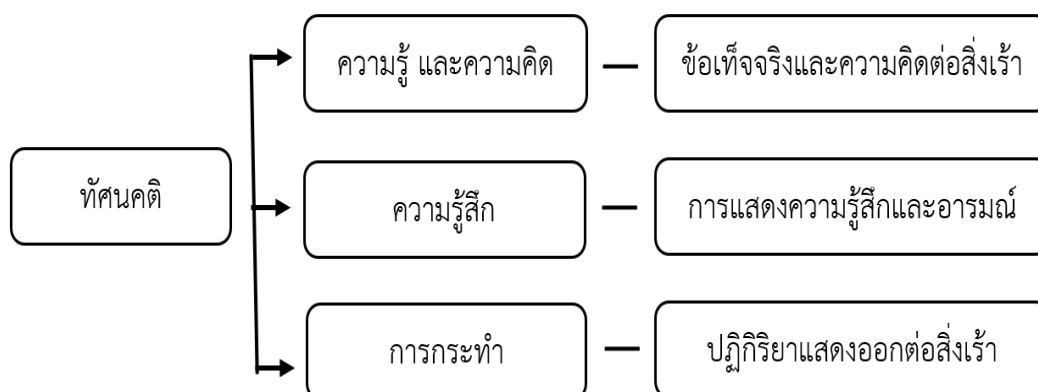 ความรู้ และความคิด
ข้อเท็จจริงและความคิดต่อสิ่งเร้า
ทัศนคติ
ความรู้สึก
การแสดงความรู้สึกและอารมณ์
การกระทำ
ปฏิกิริยาแสดงออกต่อสิ่งเร้า